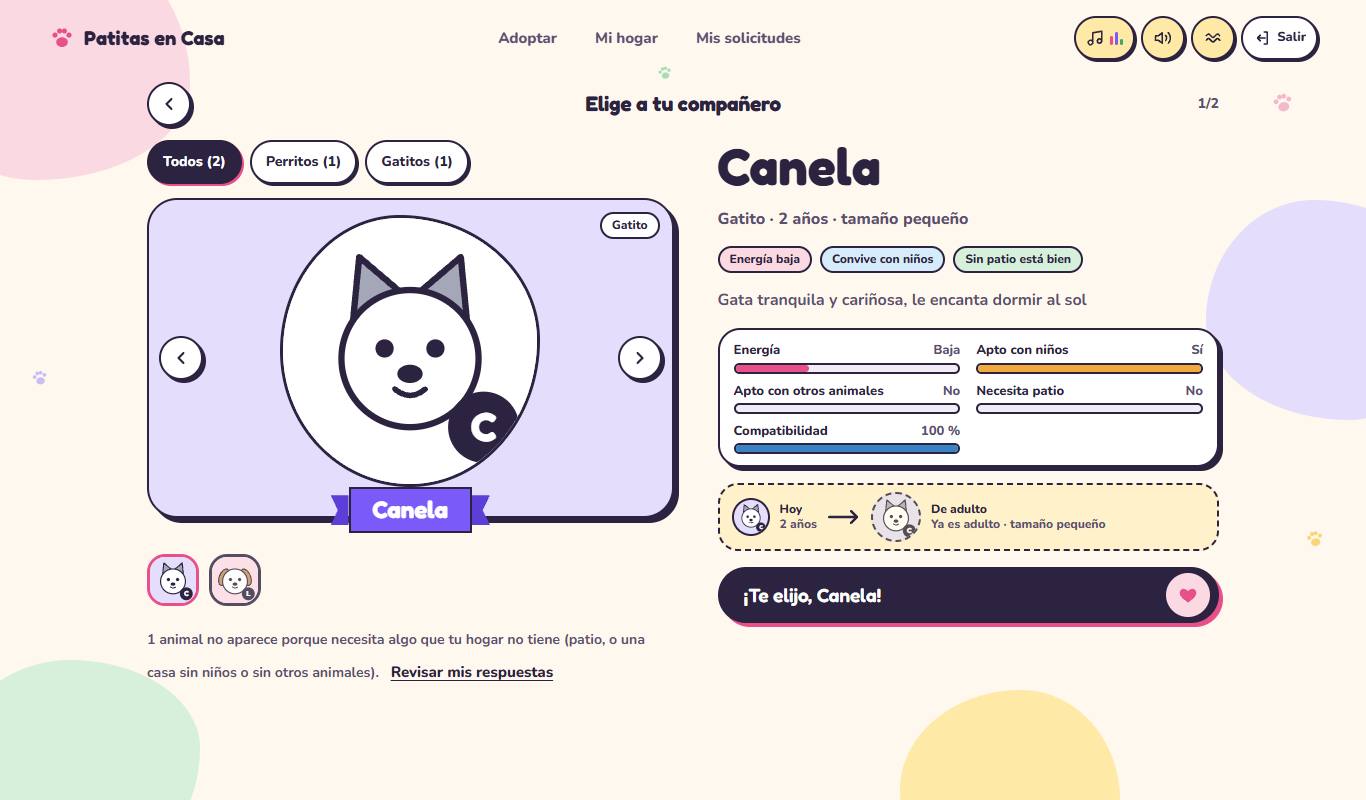 Patitas en Casa
Adoptar
Mi hogar
Mis solicitudes
Salir
Elige a tu compañero
1/2
Todos (2)
Perritos (1)
Gatitos (1)
Gatito
C
Canela
C
L
1 animal no aparece porque necesita algo que tu hogar no tiene (patio, o una
casa sin niños o sin otros animales). Revisar mis respuestas
Canela
Gatito · 2 años · tamaño pequeño
Energía baja
Convive con niños
Sin patio está bien
Gata tranquila y cariñosa, le encanta dormir al sol
Energía Baja
Apto con niños Sí
Apto con otros animales No
Necesita patio No
Compatibilidad 100 %
C
Hoy
2 años
C
De adulto
Ya es adulto · tamaño pequeño
¡Te elijo, Canela!